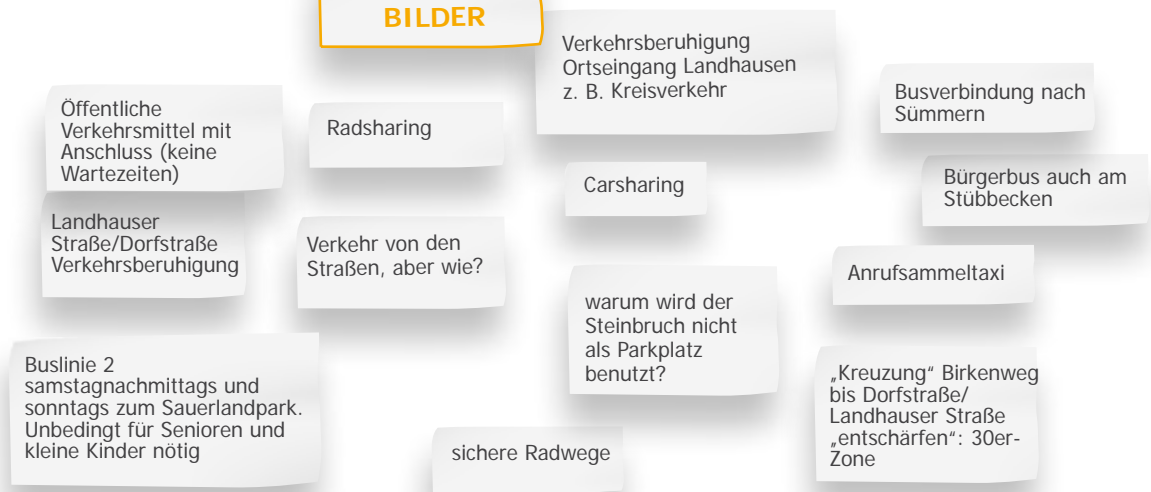 BILDER
Verkehrsberuhigung
Ortseingang Landhausen
z. B. Kreisverkehr
Öffentliche
Verkehrsmittel mit
Anschluss (keine
Wartezeiten)
Radsharing
Busverbindung nach
Sümmern
Carsharing
Bürgerbus auch am
Stübbecken
Landhauser
Straße/Dorfstraße
Verkehrsberuhigung
Verkehr von den
Straßen, aber wie?
Anrufsammeltaxi
warum wird der
Steinbruch nicht
als Parkplatz
benutzt?
Buslinie 2
samstagnachmittags und
sonntags zum Sauerlandpark.
Unbedingt für Senioren und
kleine Kinder nötig
„Kreuzung“ Birkenweg
bis Dorfstraße/
Landhauser Straße
„entschärfen“: 30er-
Zone
sichere Radwege